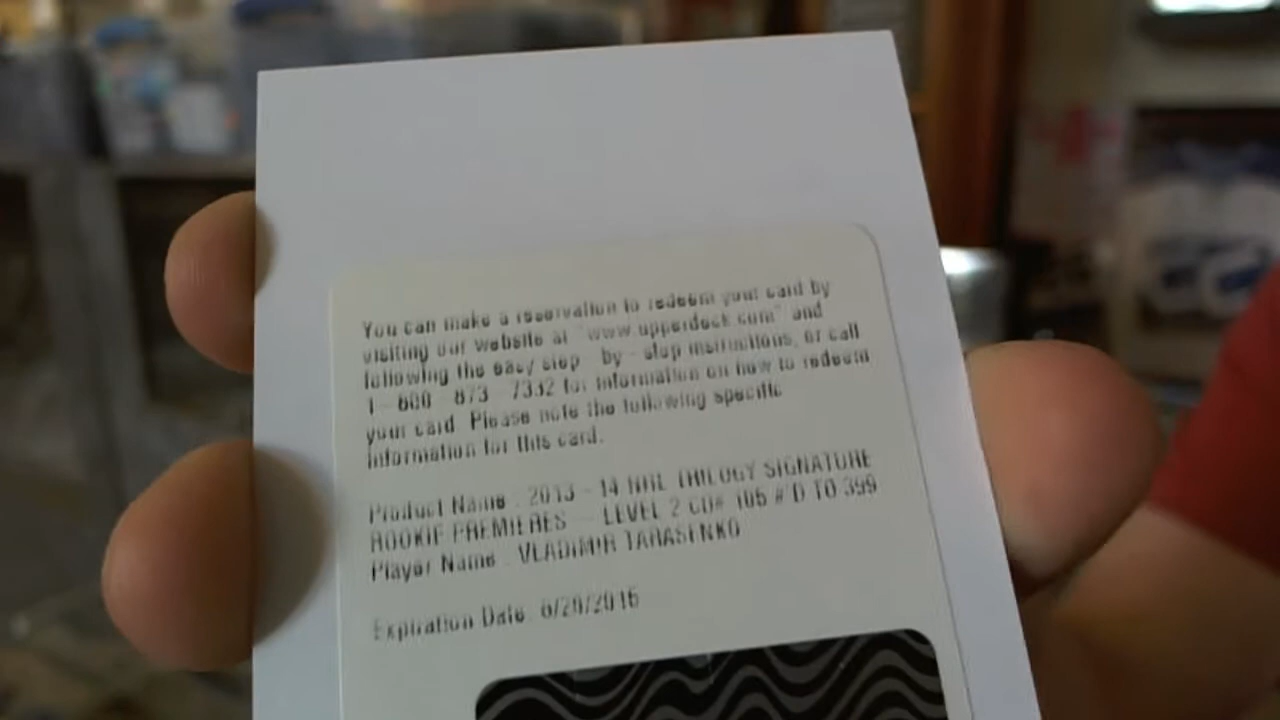 You can make a reservation to redeem your card by
visiting our website at "www.upperdeck.com" and
following the easy step - by - step instructions, or call
1 - 800 - 873 - 7332 for information on how to redeem
your card. Please note the following specific
information for this card.
Product Name : 2013 - 14 NHL TRILOGY SIGNATURE
ROOKIE PREMIERES - LEVEL 2 CD# 105 #'D TO 399
Player Name : VLADIMIR TARASENKO
Expiration Date: